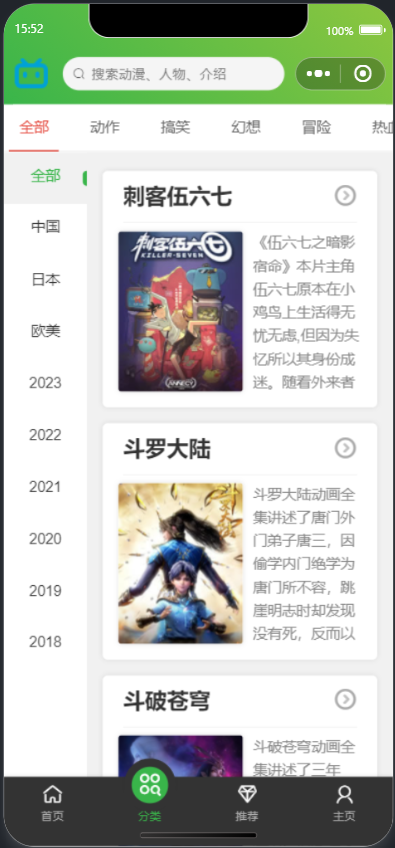 15:52
100%
搜索动漫、人物、介绍
全部 动作 搞笑 幻想 冒险
全部
中国
日本
欧美
2023
2022
2021
2020
2019
2018
刺客伍六七
刺客伍六七
KILLER·SEVEN
《伍六七之暗影
宿命》本片主角
伍六七原本在小
鸡鸟上生活得无
忧无虑,但因为失
忆所以其身份成
迷。随看外来者
斗罗大陆
斗罗大陆动画全
集讲述了唐门外
门弟子唐三，因
偷学内门绝学为
唐门所不容，跳
崖明志时却发现
没有死，反而以
斗破苍穹
斗破苍穹动画全
集讲述了三年
首页 分类 推荐 主页